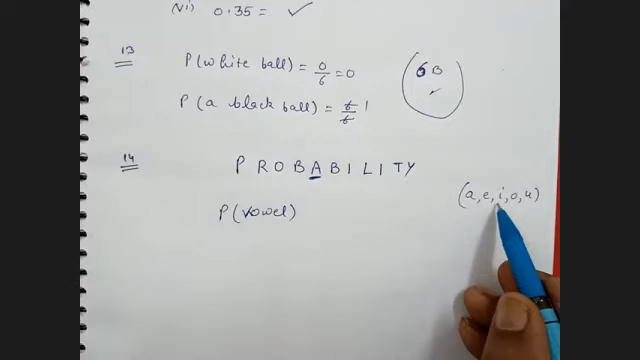 (vi) 0.35 = ✓
13 P(white ball) = 0/6 = 0
6B ✓
P(a black ball) = 6/6 1
14 PROBABILITY
(a, e, i, o, u)
P(vowel)